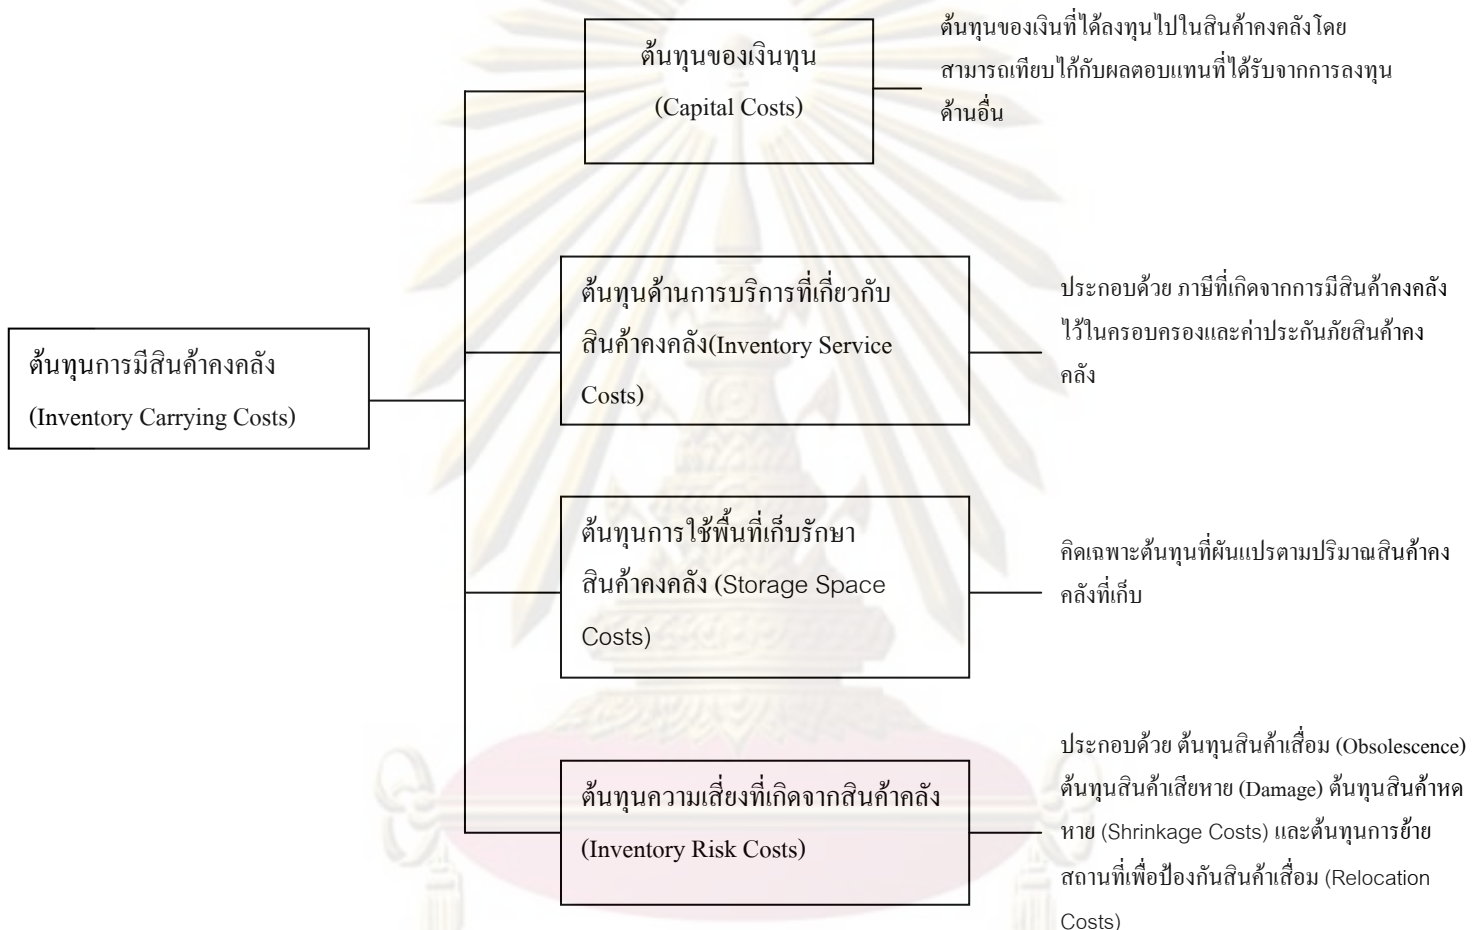 ต้นทุนของเงินทุน
(Capital Costs)
ต้นทุนของเงินที่ได้ลงทุนไปในสินค้าคงคลังโดย
สามารถเทียบไก้กับผลตอบแทนที่ได้รับจากการลงทุน
ด้านอื่น
ต้นทุนการมีสินค้าคงคลัง
(Inventory Carrying Costs)
ต้นทุนด้านการบริการที่เกี่ยวกับ
สินค้าคงคลัง(Inventory Service
Costs)
ประกอบด้วย ภาษีที่เกิดจากการมีสินค้าคงคลัง
ไว้ในครอบครองและค่าประกันภัยสินค้าคง
คลัง
ต้นทุนการใช้พื้นที่เก็บรักษา
สินค้าคงคลัง (Storage Space
Costs)
คิดเฉพาะต้นทุนที่ผันแปรตามปริมาณสินค้าคง
คลังที่เก็บ
ต้นทุนความเสี่ยงที่เกิดจากสินค้าคลัง
(Inventory Risk Costs)
ประกอบด้วย ต้นทุนสินค้าเสื่อม (Obsolescence)
ต้นทุนสินค้าเสียหาย (Damage) ต้นทุนสินค้าหด
หาย (Shrinkage Costs) และต้นทุนการย้าย
สถานที่เพื่อป้องกันสินค้าเสื่อม (Relocation
Costs)